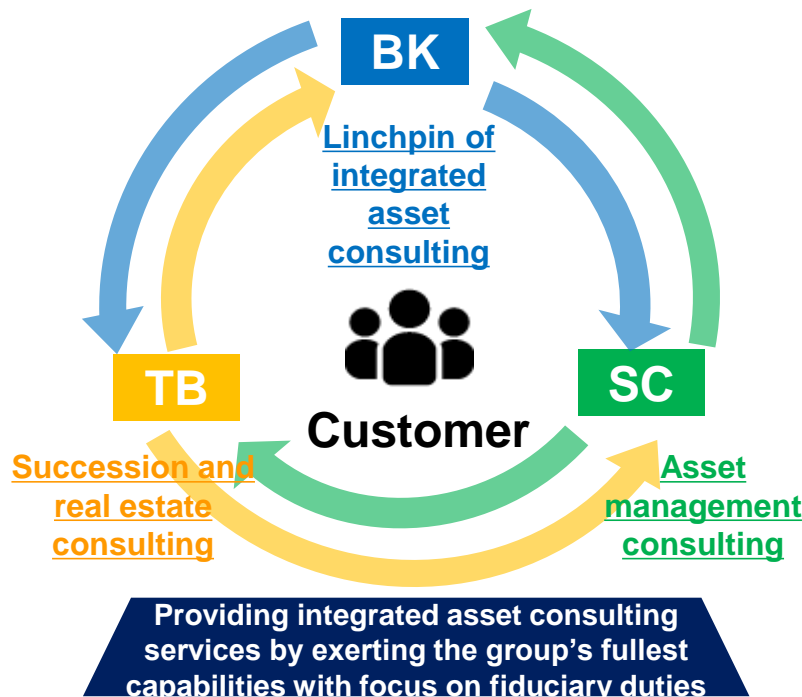 BK
Linchpin of
integrated
asset
consulting
TB
SC
Customer
Succession and
real estate
consulting
Asset
management
consulting
Providing integrated asset consulting
services by exerting the group's fullest
capabilities with focus on fiduciary duties